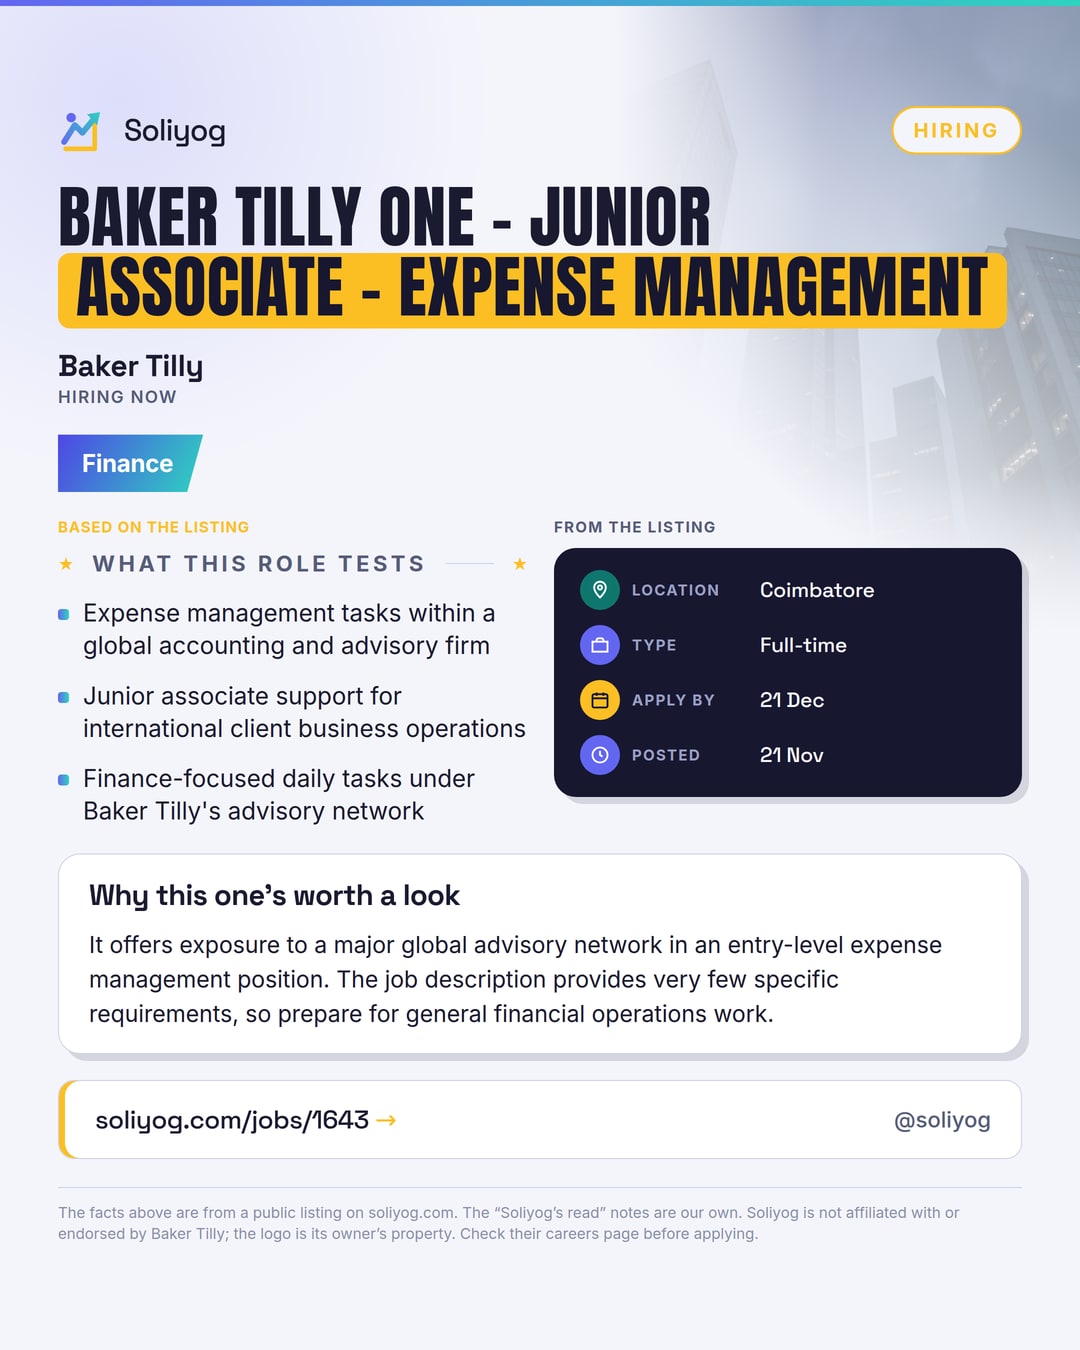 Soliyog
HIRING
BAKER TILLY ONE - JUNIOR
ASSOCIATE - EXPENSE MANAGEMENT
Baker Tilly
HIRING NOW
Finance
BASED ON THE LISTING
WHAT THIS ROLE TESTS
Expense management tasks within a
global accounting and advisory firm
Junior associate support for
international client business operations
Finance-focused daily tasks under
Baker Tilly's advisory network
FROM THE LISTING
LOCATION Coimbatore
TYPE Full-time
APPLY BY 21 Dec
POSTED 21 Nov
Why this one’s worth a look
It offers exposure to a major global advisory network in an entry-level expense
management position. The job description provides very few specific
requirements, so prepare for general financial operations work.
soliyog.com/jobs/1643 →
@soliyog
The facts above are from a public listing on soliyog.com. The “Soliyog’s read” notes are our own. Soliyog is not affiliated with or
endorsed by Baker Tilly; the logo is its owner’s property. Check their careers page before applying.